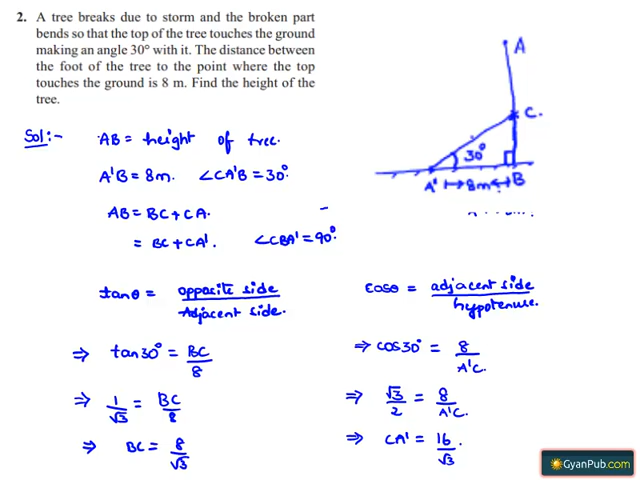 2. A tree breaks due to storm and the broken part
bends so that the top of the tree touches the ground
making an angle 30° with it. The distance between
the foot of the tree to the point where the top
touches the ground is 8 m. Find the height of the
tree.
A
C.
30°
A' 8m B
Sol:- AB = height of tree.
A'B = 8m. ∠CA'B = 30°
AB = BC + CA.
= BC + CA'. ∠CBA' = 90°
tanθ = opposite side / Adjacent side.
⇒ tan30° = BC / 8
⇒ 1/√3 = BC / 8
⇒ BC = 8/√3
cosθ = adjacent side / hypotenuse.
⇒ cos30° = 8 / A'C.
⇒ √3/2 = 8 / A'C.
⇒ CA' = 16/√3.
GyanPub.com